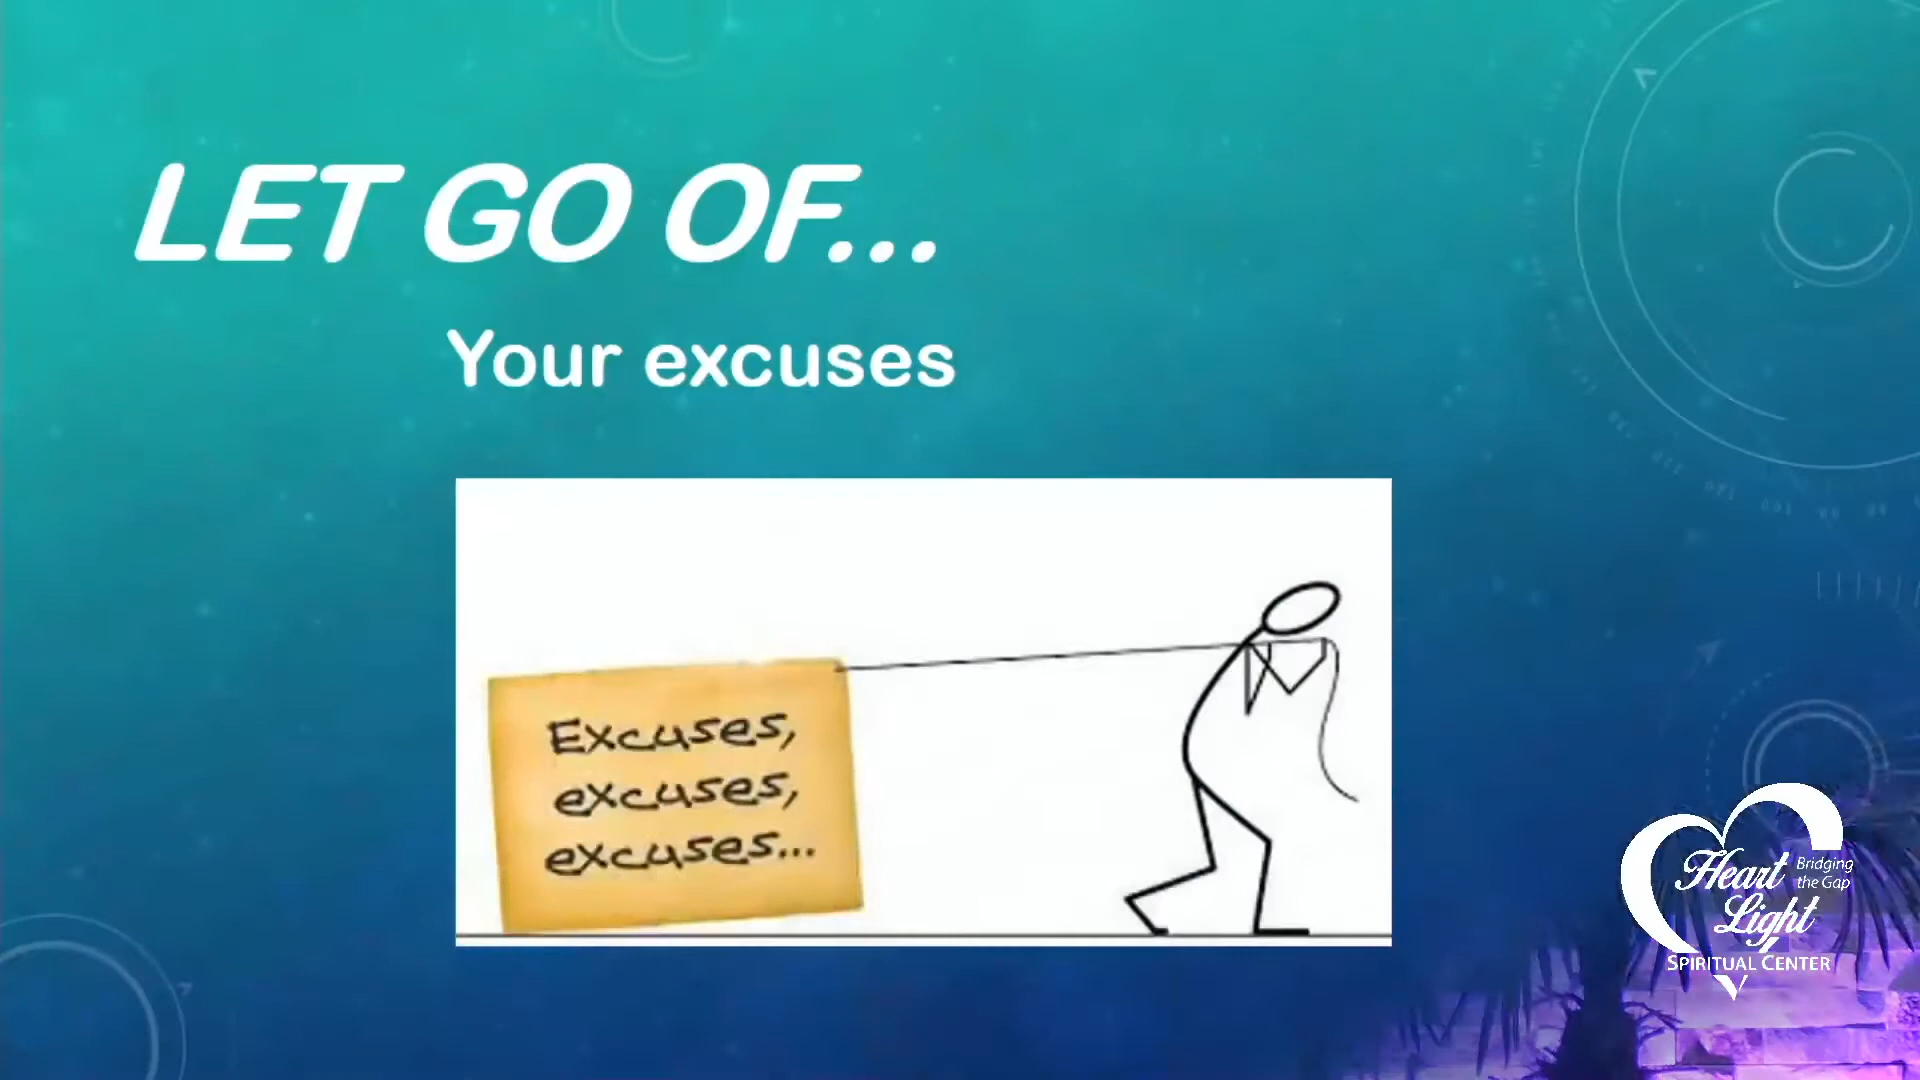 LET GO OF...
Your excuses
Excuses,
excuses,
excuses...
Heart
Bridging
the Gap
Light
SPIRITUAL CENTER